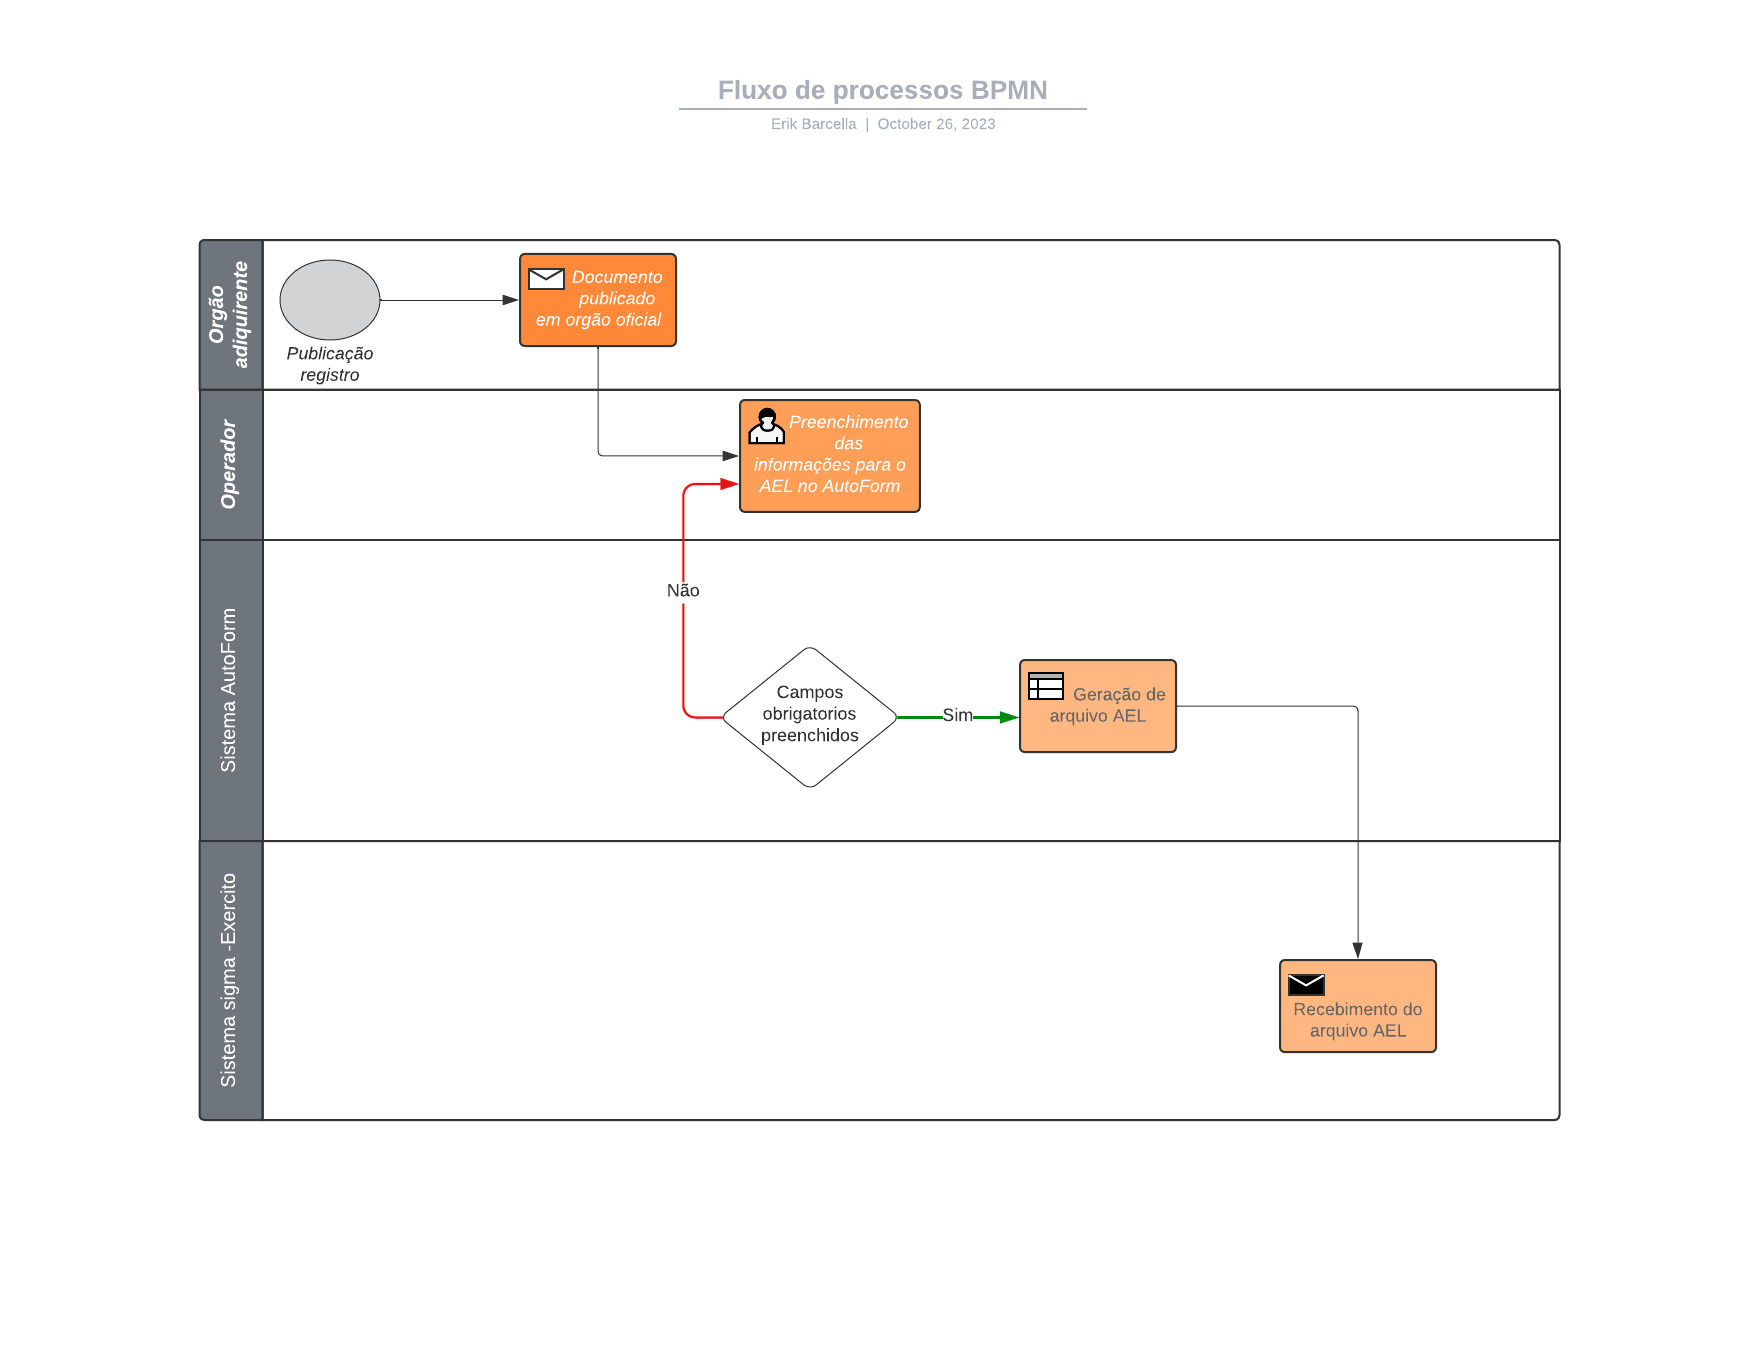 Fluxo de processos BPMN
Erik Barcella | October 26, 2023
Orgão
adiquirente
Publicação
registro
Documento
publicado
em orgão oficial
Operador
Preenchimento
das
informações para o
AEL no AutoForm
Sistema AutoForm
Não
Campos
obrigatorios
preenchidos
Sim
Geração de
arquivo AEL
Sistema sigma -Exercito
Recebimento do
arquivo AEL